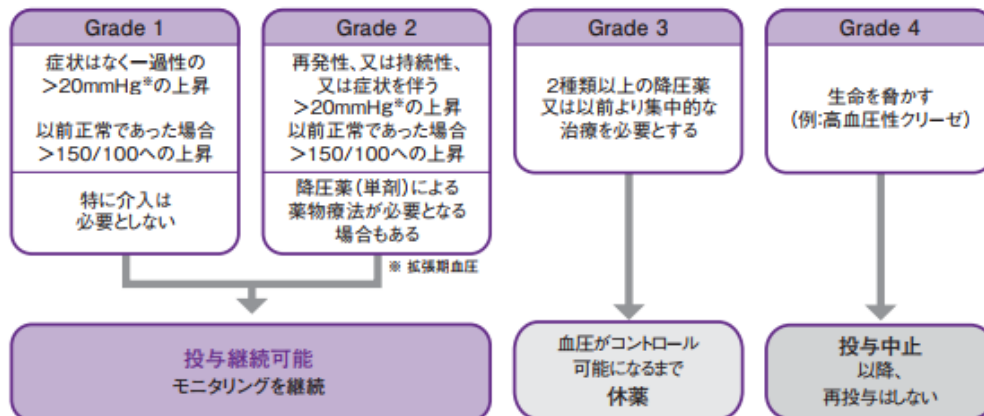 Grade 1
症状はなく一過性の
>20mmHg※の上昇
以前正常であった場合
>150/100への上昇
特に介入は
必要としない
Grade 2
再発性、又は持続性、
又は症状を伴う
>20mmHg※の上昇
以前正常であった場合
>150/100への上昇
降圧薬(単剤)による
薬物療法が必要となる
場合もある
Grade 3
2種類以上の降圧薬
又は以前より集中的な
治療を必要とする
Grade 4
生命を脅かす
(例:高血圧性クリーゼ)
※ 拡張期血圧
投与継続可能
モニタリングを継続
血圧がコントロール
可能になるまで
休薬
投与中止
以降、
再投与はしない